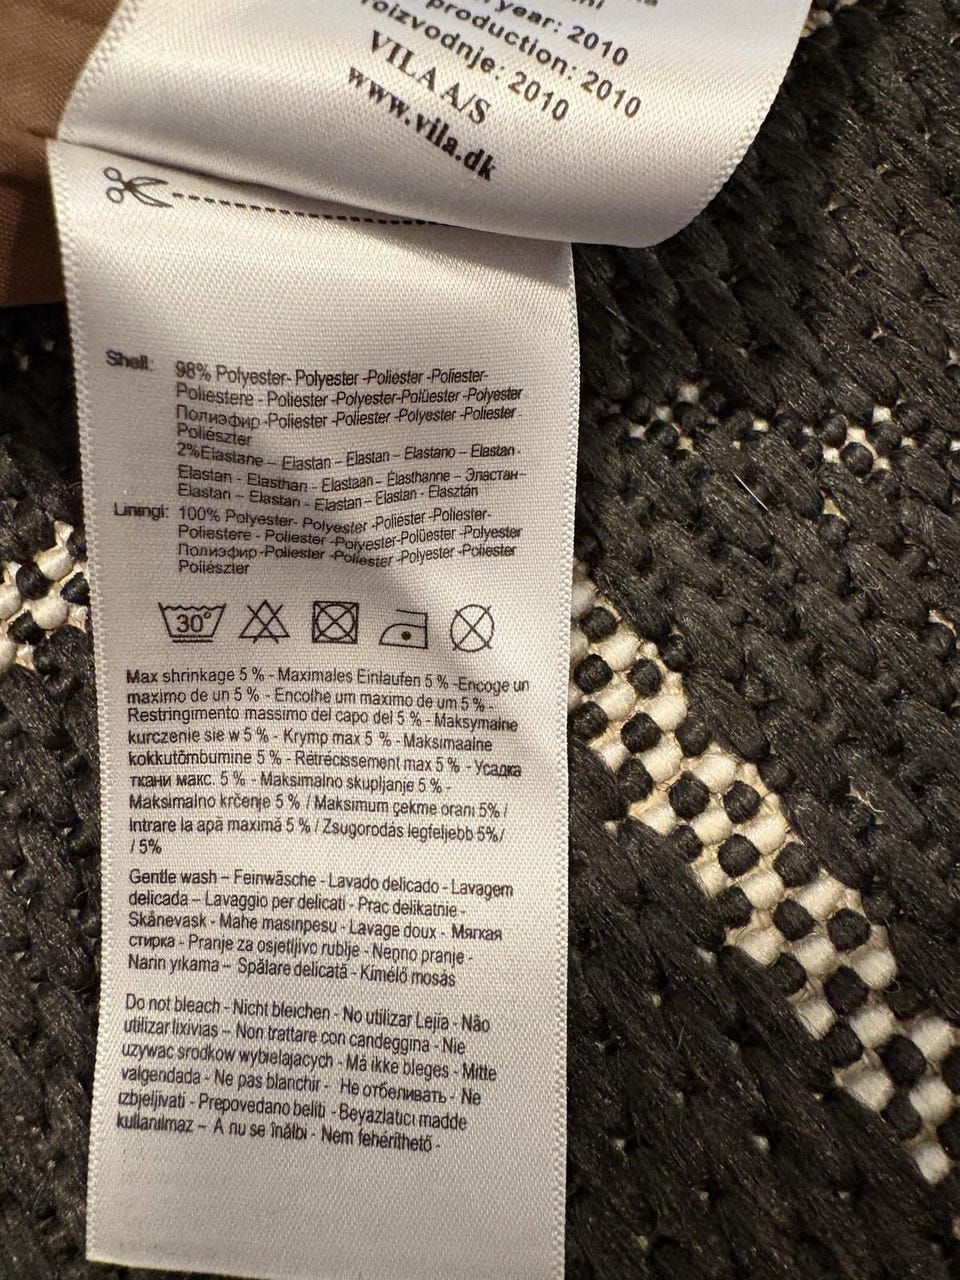 year: 2010
production: 2010
roizvodnje: 2010
VILA A/S
www.vila.dk
Shell: 98% Polyester- Polyester -Poliéster -Poliester-
Poliestere - Poliester -Polyester-Polüester -Polyester
Полиэфир -Poliester -Poliester -Polyester -Poliester -
Poliészter
2%Elastane – Elastan – Elastan – Elastano – Elastan-
Elastan - Elasthan - Elastaan - Élasthanne – Эластан–
Elastan – Elastan - Elastan – Elastan - Elasztán
Liningl: 100% Polyester- Polyester -Poliéster -Poliester-
Poliestere - Poliester -Polyester-Polüester -Polyester
Полиэфир -Poliester -Poliester -Polyester -Poliester
Poliészter
30°
Max shrinkage 5 % - Maximales Einlaufen 5 % -Encoge un
maximo de un 5 % - Encolhe um maximo de um 5 % -
Restringimento massimo del capo del 5 % - Maksymalne
kurczenie sie w 5 % - Krymp max 5 % - Maksimaalne
kokkutõmbumine 5 % - Rétrécissement max 5 % - Усадка
ткани макс. 5 % - Maksimalno skupljanje 5 % -
Maksimalno krčenje 5 % / Maksimum çekme orani 5% /
Intrare la apă maximă 5 % / Zsugorodás legfeljebb 5%/
/ 5%
Gentle wash – Feinwäsche - Lavado delicado - Lavagem
delicada – Lavaggio per delicati - Prac delikatnie -
Skånevask - Mahe masinpesu - Lavage doux - Мягкая
стирка - Pranje za osjetljivo rublje - Nenno pranje -
Narin yıkama – Spălare delicată - Kímélő mosás
Do not bleach - Nicht bleichen - No utilizar Lejía - Não
utilizar lixivias – Non trattare con candeggina - Nie
uzywac srodkow wybielajacych - Må ikke bleges - Mitte
valgendada - Ne pas blanchir - Не отбеливать - Ne
izbjeljivati - Prepovedano beliti - Beyazlatıcı madde
kullanılmaz – A nu se înălbi - Nem fehéríthető -